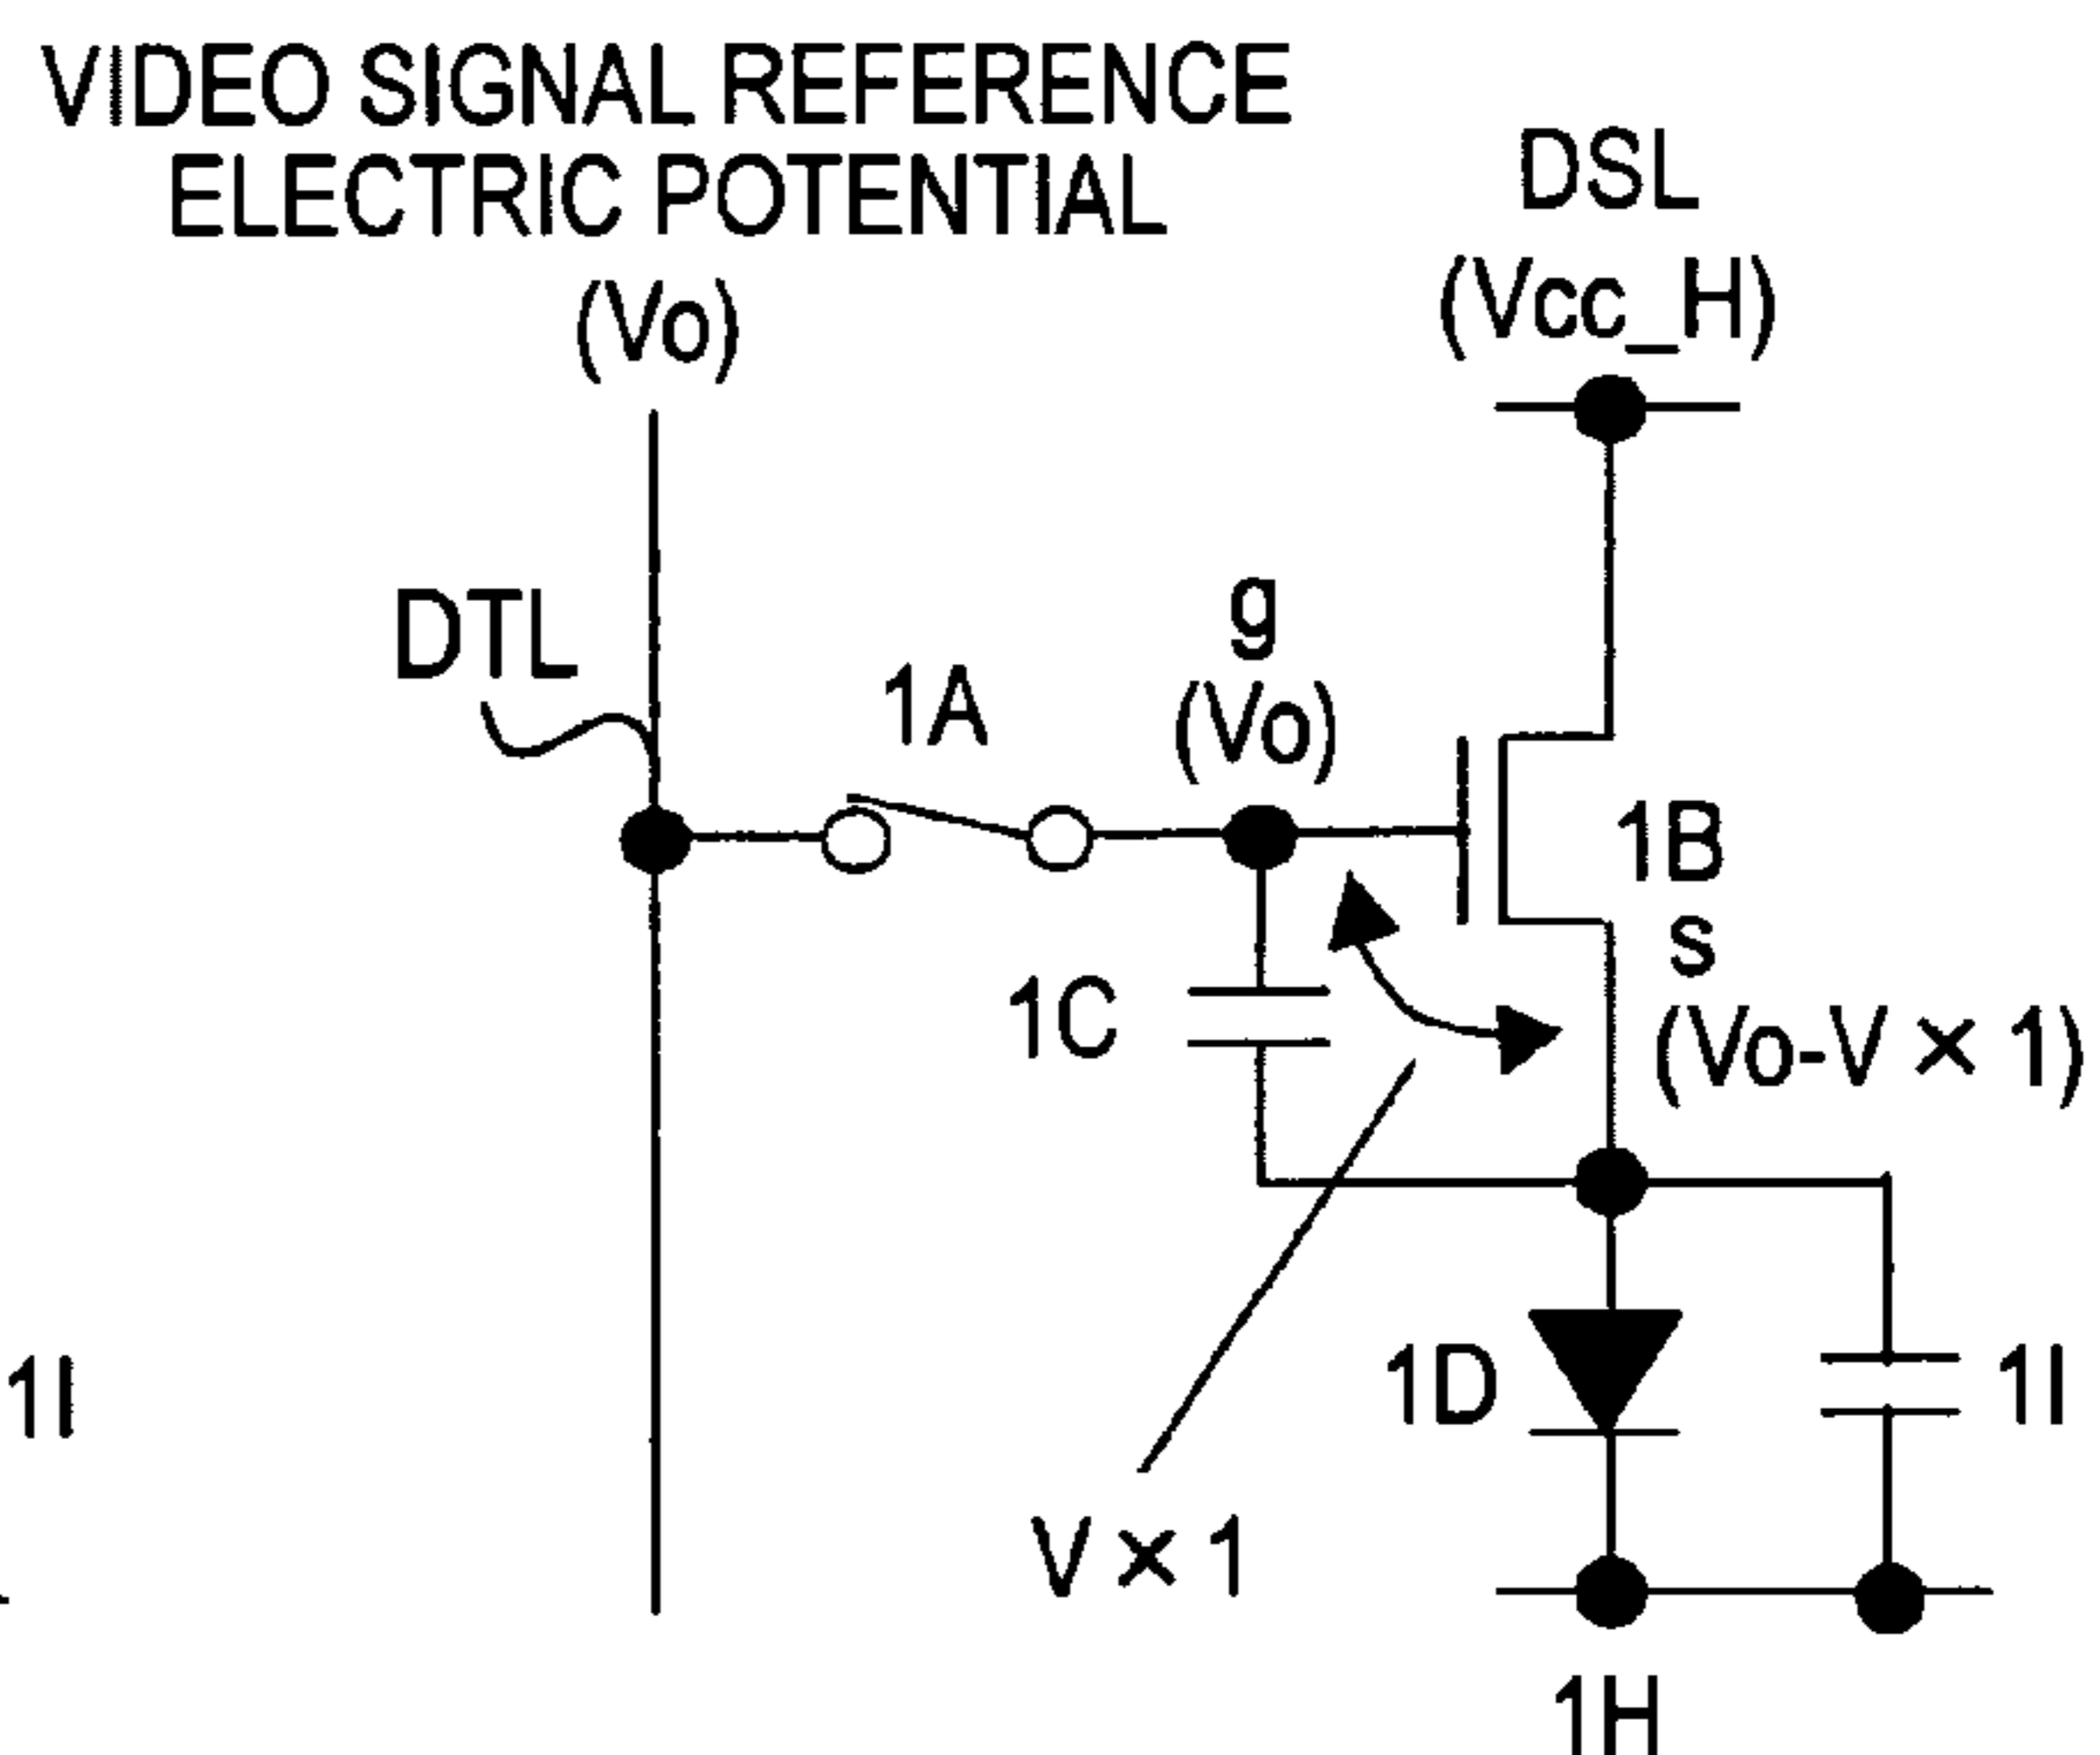 VIDEO SIGNAL REFERENCE
ELECTRIC POTENTIAL
(Vo)
DSL
(Vcc_H)
DTL
1A
g
(Vo)
1B
s
(Vo-V × 1)
1C
1I
1D
1I
V × 1
1H